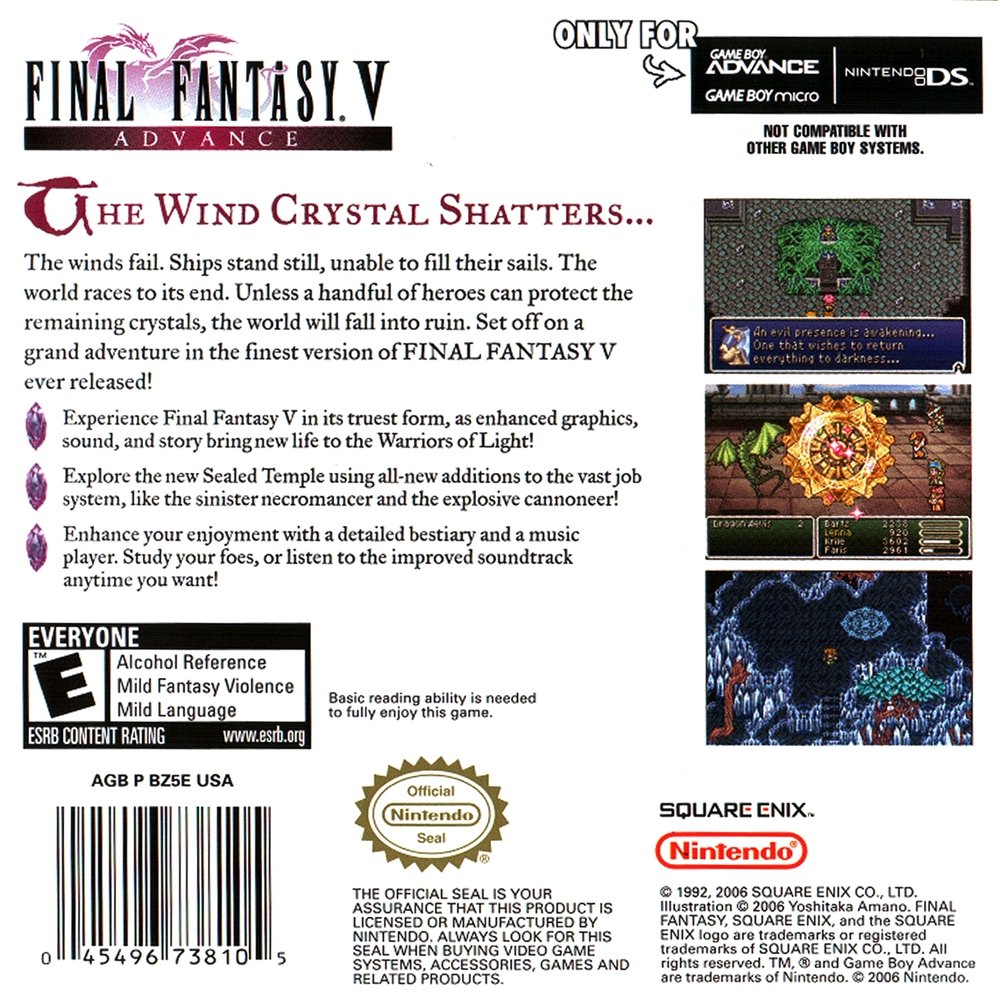 FINAL FANTASY. V
ADVANCE
ONLY FOR
GAME BOY
ADVANCE
GAME BOY micro
NINTENDO DS™
NOT COMPATIBLE WITH
OTHER GAME BOY SYSTEMS.
THE WIND CRYSTAL SHATTERS...
The winds fail. Ships stand still, unable to fill their sails. The
world races to its end. Unless a handful of heroes can protect the
remaining crystals, the world will fall into ruin. Set off on a
grand adventure in the finest version of FINAL FANTASY V
ever released!
Experience Final Fantasy V in its truest form, as enhanced graphics,
sound, and story bring new life to the Warriors of Light!
Explore the new Sealed Temple using all-new additions to the vast job
system, like the sinister necromancer and the explosive cannoneer!
Enhance your enjoyment with a detailed bestiary and a music
player. Study your foes, or listen to the improved soundtrack
anytime you want!
An evil presence is awakening...
One that wishes to return
everything to darkness...
Dragon Aevis 2
Bartz 2238
Lenna 920
Krile 3602
Faris 2961
EVERYONE
™
E
Alcohol Reference
Mild Fantasy Violence
Mild Language
ESRB CONTENT RATING www.esrb.org
Basic reading ability is needed
to fully enjoy this game.
AGB P BZ5E USA
0 45496 73810 5
Official
Nintendo
Seal
®
THE OFFICIAL SEAL IS YOUR
ASSURANCE THAT THIS PRODUCT IS
LICENSED OR MANUFACTURED BY
NINTENDO. ALWAYS LOOK FOR THIS
SEAL WHEN BUYING VIDEO GAME
SYSTEMS, ACCESSORIES, GAMES AND
RELATED PRODUCTS.
SQUARE ENIX™
Nintendo®
© 1992, 2006 SQUARE ENIX CO., LTD.
Illustration © 2006 Yoshitaka Amano. FINAL
FANTASY, SQUARE ENIX, and the SQUARE
ENIX logo are trademarks or registered
trademarks of SQUARE ENIX CO., LTD. All
rights reserved. TM, ® and Game Boy Advance
are trademarks of Nintendo. © 2006 Nintendo.